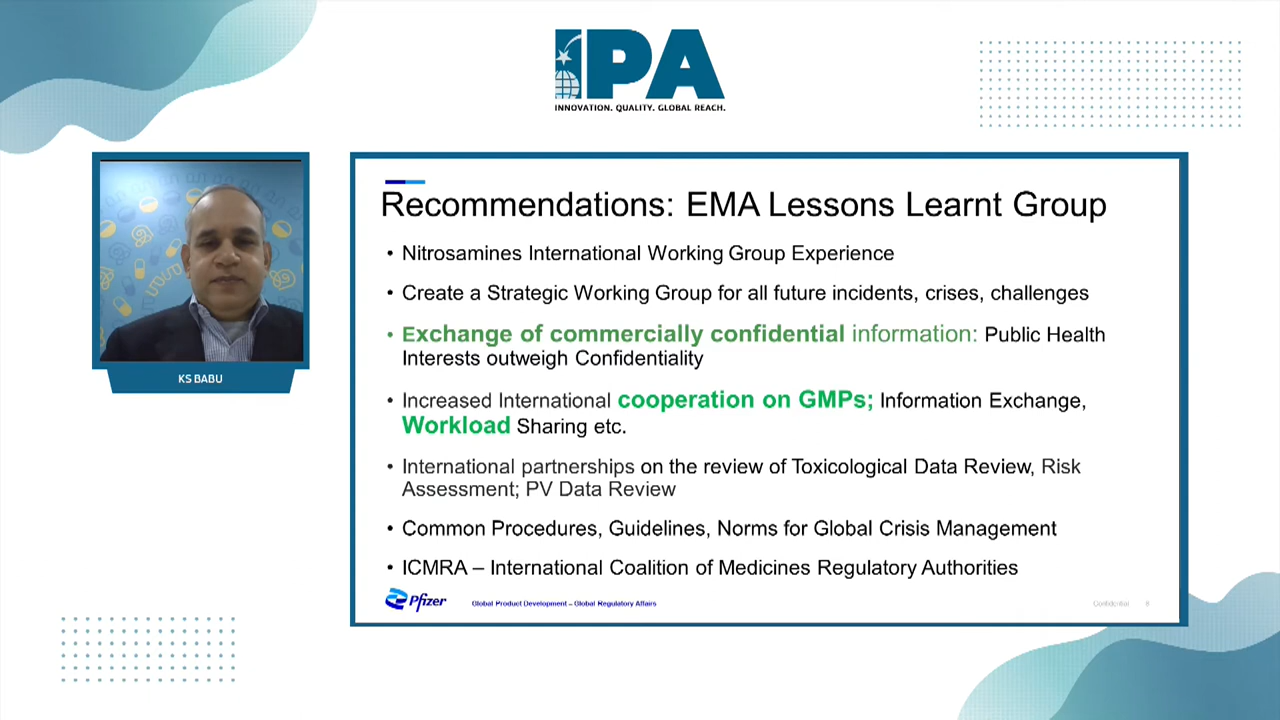 IPA
INNOVATION. QUALITY. GLOBAL REACH.
KS BABU
Recommendations: EMA Lessons Learnt Group
• Nitrosamines International Working Group Experience
• Create a Strategic Working Group for all future incidents, crises, challenges
• Exchange of commercially confidential information: Public Health
Interests outweigh Confidentiality
• Increased International cooperation on GMPs; Information Exchange,
Workload Sharing etc.
• International partnerships on the review of Toxicological Data Review, Risk
Assessment; PV Data Review
• Common Procedures, Guidelines, Norms for Global Crisis Management
• ICMRA – International Coalition of Medicines Regulatory Authorities
Pfizer
Global Product Development – Global Regulatory Affairs
Confidential